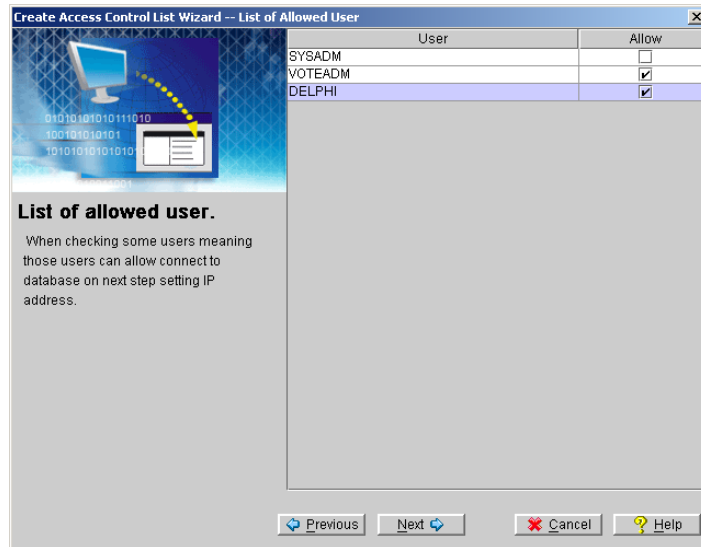 Create Access Control List Wizard -- List of Allowed User
User Allow
SYSADM
VOTEADM
DELPHI
01010101010111010
100101010101
List of allowed user.
When checking some users meaning
those users can allow connect to
database on next step setting IP
address.
Previous Next Cancel Help